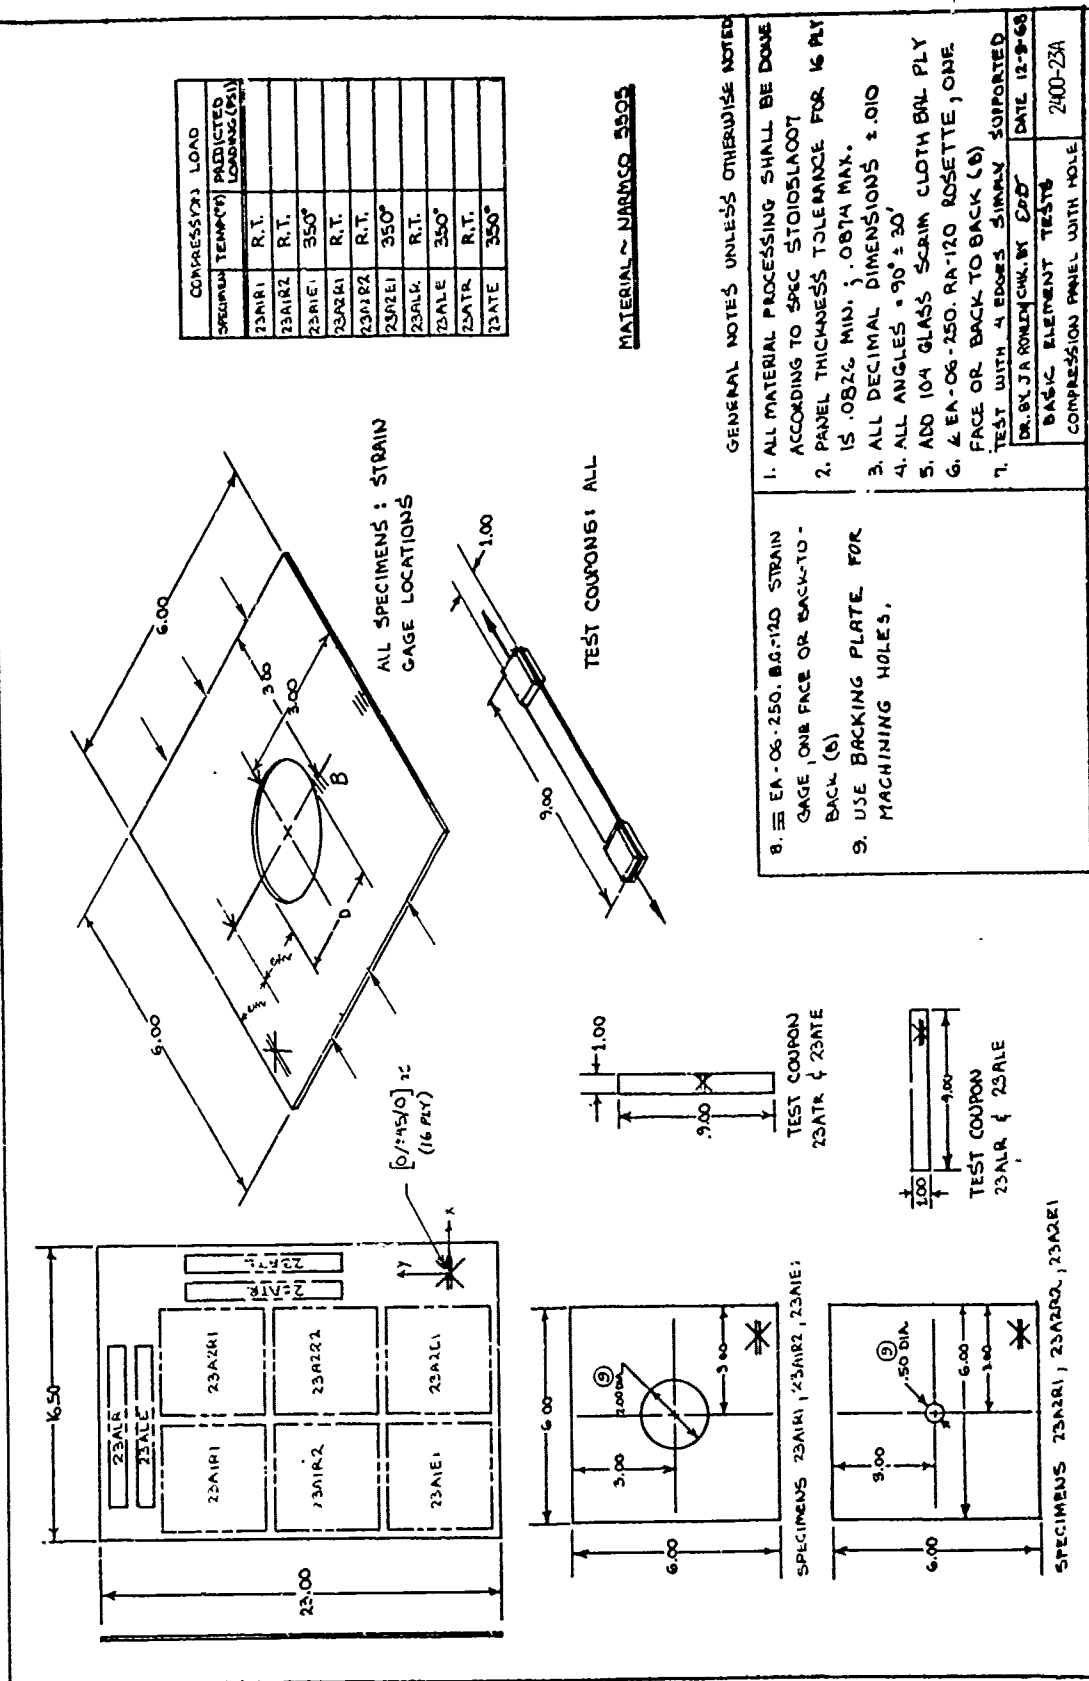 COMPRESSION LOAD
SPECIMEN TEMP(°F) PREDICTED LOADING (PSI)
23A1R1 R.T.
23A1R2 R.T.
23A1E1 350°
23A2R1 R.T.
23A2R2 R.T.
23A2E1 350°
23ALR R.T.
23ALE 350°
23ATR R.T.
23ATE 350°
MATERIAL ~ NARMCO 5505
6.00
6.00
3.00
3.00
B
D
ALL SPECIMENS : STRAIN
GAGE LOCATIONS
1.00
9.00
TEST COUPONS: ALL
16.50
23.00
23ALR
23ALE
23A1R1
23A2R1
23A1R2
23A2R2
23A1E1
23A2E1
23ATR
23ATE
Y
X
[0/±45/0] 2S
(16 PLY)
1.00
9.00
TEST COUPON
23ATR & 23ATE
1.00
9.00
TEST COUPON
23ALR & 23ALE
6.00
6.00
3.00
3.00
9
2.00 DIA
SPECIMENS 23A1R1, 23A1R2, 23A1E1
6.00
6.00
3.00
3.00
9
.50 DIA.
SPECIMENS 23A2R1, 23A2R2, 23A2E1
GENERAL NOTES UNLESS OTHERWISE NOTED
1. ALL MATERIAL PROCESSING SHALL BE DONE
ACCORDING TO SPEC STO105LA007
2. PANEL THICKNESS TOLERANCE FOR 16 PLY
IS .0826 MIN. ; .0874 MAX.
3. ALL DECIMAL DIMENSIONS ± .010
4. ALL ANGLES = 90° ± 30'
5. ADD 104 GLASS SCRIM CLOTH BRL PLY
6. EA-06-250. RA-120 ROSETTE, ONE
FACE OR BACK TO BACK (B)
7. TEST WITH 4 EDGES SIMPLY SUPPORTED
8. EA-06-250. B.G.-120 STRAIN
GAGE, ONE FACE OR BACK-TO-
BACK (B)
9. USE BACKING PLATE FOR
MACHINING HOLES.
DR. BY. CHK. BY DATE 12-9-68
BASIC ELEMENT TESTS
COMPRESSION PANEL WITH HOLE
2400-23A